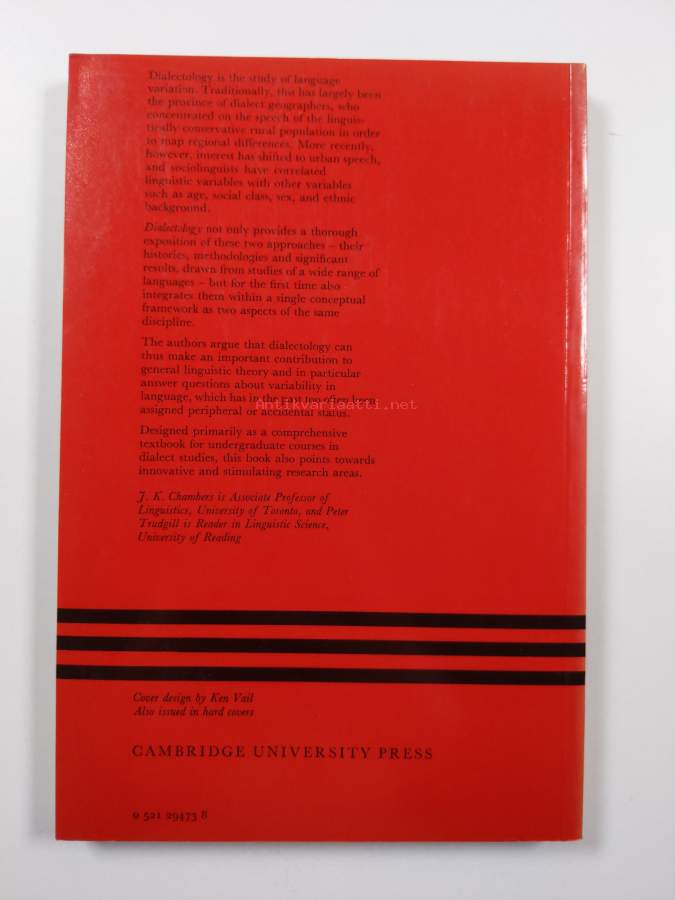 Dialectology is the study of language
variation. Traditionally, this has largely been
the province of dialect geographers, who
concentrated on the speech of the linguis-
tically conservative rural population in order
to map regional differences. More recently,
however, interest has shifted to urban speech,
and sociolinguists have correlated
linguistic variables with other variables
such as age, social class, sex, and ethnic
background.
Dialectology not only provides a thorough
exposition of these two approaches – their
histories, methodologies and significant
results, drawn from studies of a wide range of
languages – but for the first time also
integrates them within a single conceptual
framework as two aspects of the same
discipline.
The authors argue that dialectology can
thus make an important contribution to
general linguistic theory and in particular
answer questions about variability in
language, which has in the past too often been
Antikvariaatti.net
assigned peripheral or accidental status.
Designed primarily as a comprehensive
textbook for undergraduate courses in
dialect studies, this book also points towards
innovative and stimulating research areas.
J. K. Chambers is Associate Professor of
Linguistics, University of Toronto, and Peter
Trudgill is Reader in Linguistic Science,
University of Reading
Cover design by Ken Vail
Also issued in hard covers
CAMBRIDGE UNIVERSITY PRESS
0 521 29473 8